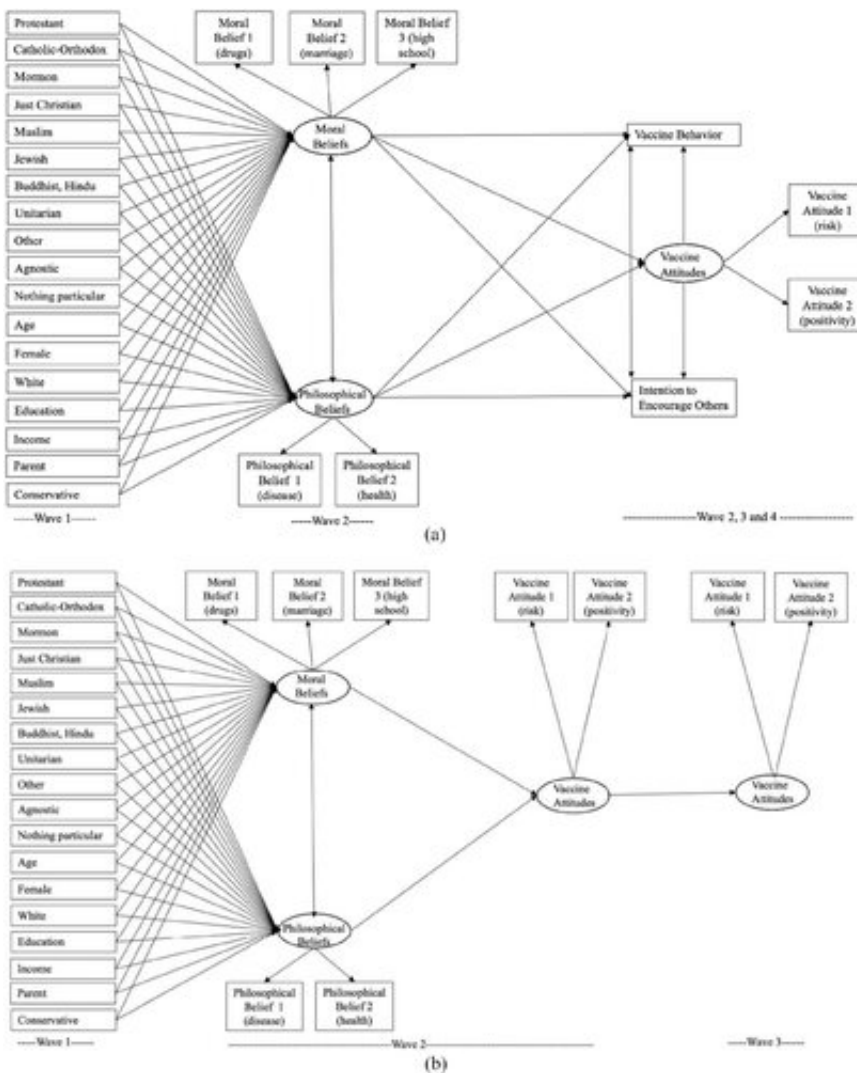 Protestant
Catholic-Orthodox
Mormon
Just Christian
Muslim
Jewish
Buddhist, Hindu
Unitarian
Other
Agnostic
Nothing particular
Age
Female
White
Education
Income
Parent
Conservative
-----Wave 1------
Moral
Belief 1
(drugs)
Moral
Belief 2
(marriage)
Moral Belief
3 (high
school)
Moral
Beliefs
Philosophical
Beliefs
Philosophical
Belief 1
(disease)
Philosophical
Belief 2
(health)
-----Wave 2------
Vaccine Behavior
Vaccine
Attitudes
Intention to
Encourage Others
Vaccine
Attitude 1
(risk)
Vaccine
Attitude 2
(positivity)
------------------Wave 2, 3 and 4 ------------------
(a)
Protestant
Catholic-Orthodox
Mormon
Just Christian
Muslim
Jewish
Buddhist, Hindu
Unitarian
Other
Agnostic
Nothing particular
Age
Female
White
Education
Income
Parent
Conservative
-----Wave 1------
Moral
Belief 1
(drugs)
Moral
Belief 2
(marriage)
Moral Belief
3 (high
school)
Moral
Beliefs
Philosophical
Beliefs
Philosophical
Belief 1
(disease)
Philosophical
Belief 2
(health)
Vaccine
Attitude 1
(risk)
Vaccine
Attitude 2
(positivity)
Vaccine
Attitudes
----------------------------------Wave 2----------------------------------
Vaccine
Attitude 1
(risk)
Vaccine
Attitude 2
(positivity)
Vaccine
Attitudes
------Wave 3------
(b)